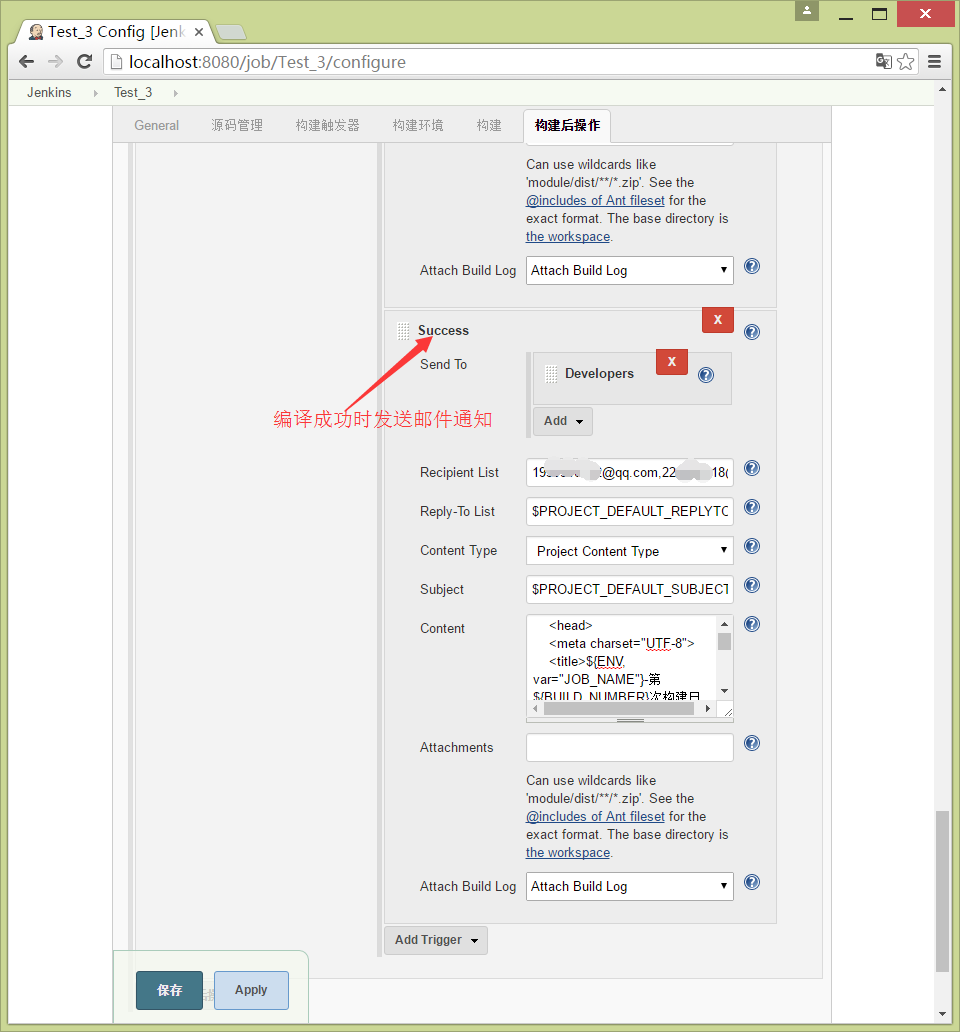 Test_3 Config [Jenk
localhost:8080/job/Test_3/configure
Jenkins
Test_3
General
源码管理
构建触发器
构建环境
构建
构建后操作
Can use wildcards like
'module/dist/**/*.zip'. See the
@includes of Ant fileset for the
exact format. The base directory is
the workspace.
Attach Build Log
Attach Build Log
X
Success
Send To
X
Developers
编译成功时发送邮件通知
Add
Recipient List
@qq.com,22 18@
Reply-To List
$PROJECT_DEFAULT_REPLYTO
Content Type
Project Content Type
Subject
$PROJECT_DEFAULT_SUBJECT
Content
<head>
<meta charset="UTF-8">
<title>${ENV,
var="JOB_NAME"}-第
${BUILD_NUMBER}次构建日
Attachments
Can use wildcards like
'module/dist/**/*.zip'. See the
@includes of Ant fileset for the
exact format. The base directory is
the workspace.
Attach Build Log
Attach Build Log
Add Trigger
保存
Apply